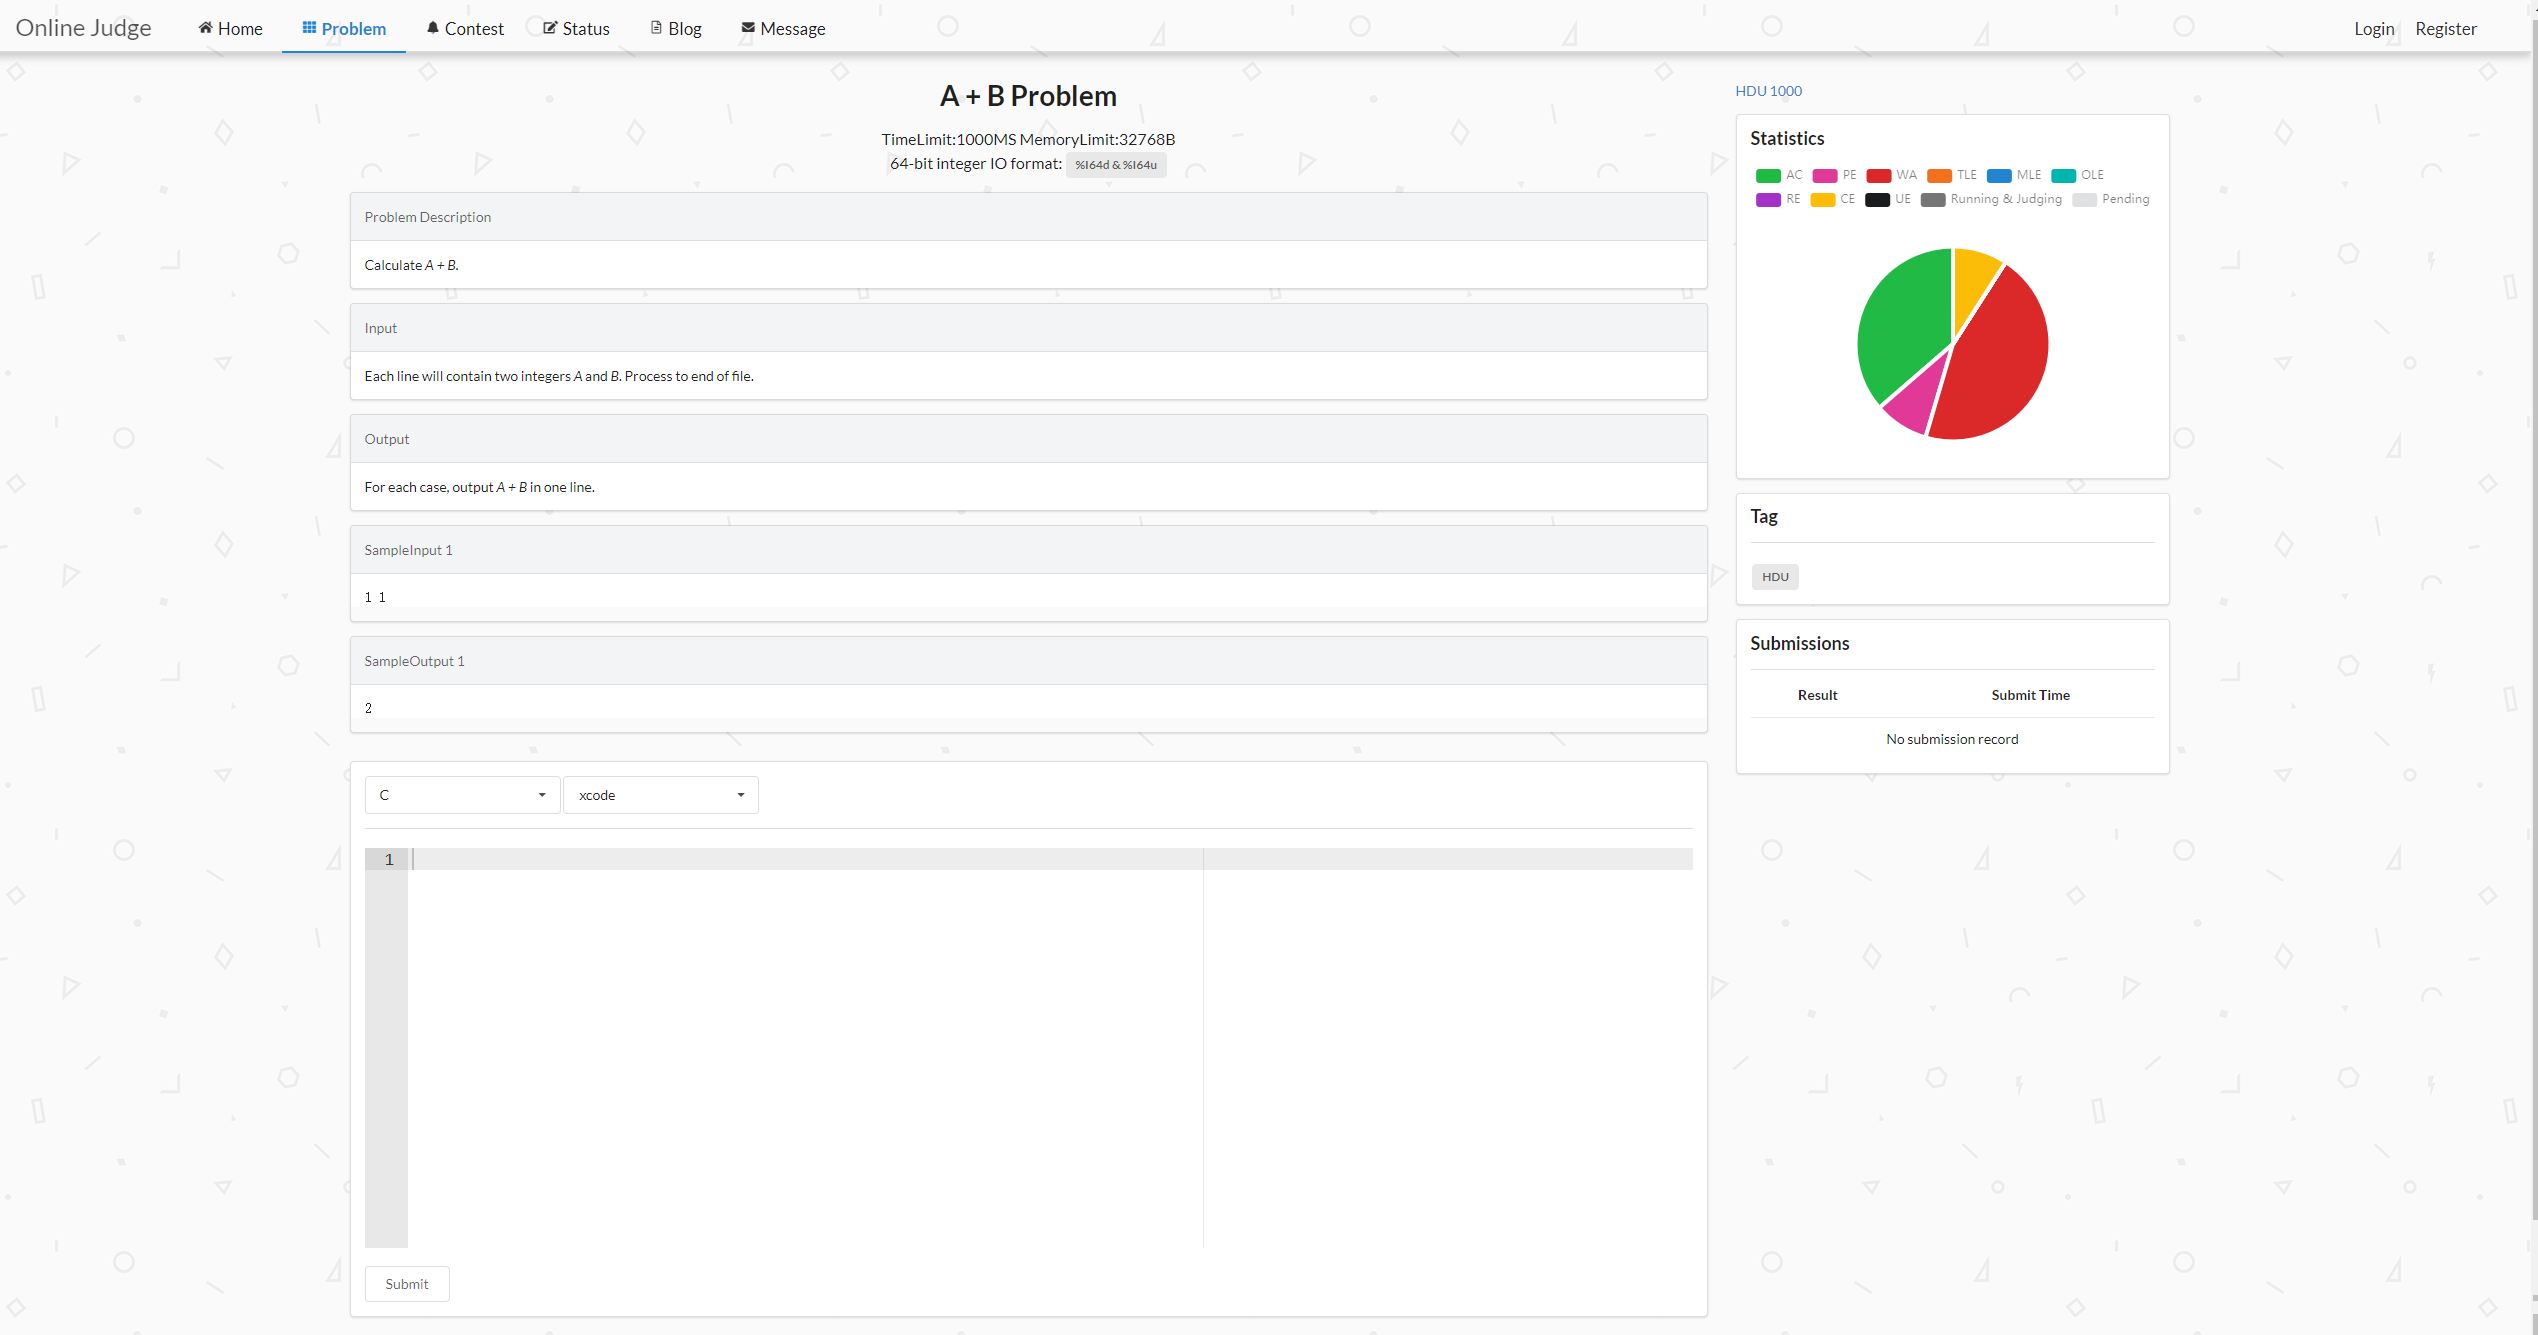 Online Judge
Home
Problem
Contest
Status
Blog
Message
Login
Register
A + B Problem
TimeLimit:1000MS MemoryLimit:32768B
64-bit integer IO format: %I64d & %I64u
Problem Description
Calculate A + B.
Input
Each line will contain two integers A and B. Process to end of file.
Output
For each case, output A + B in one line.
SampleInput 1
1 1
SampleOutput 1
2
C
xcode
1
Submit
HDU 1000
Statistics
AC PE WA TLE MLE OLE
RE CE UE Running & Judging Pending
Tag
HDU
Submissions
Result Submit Time
No submission record